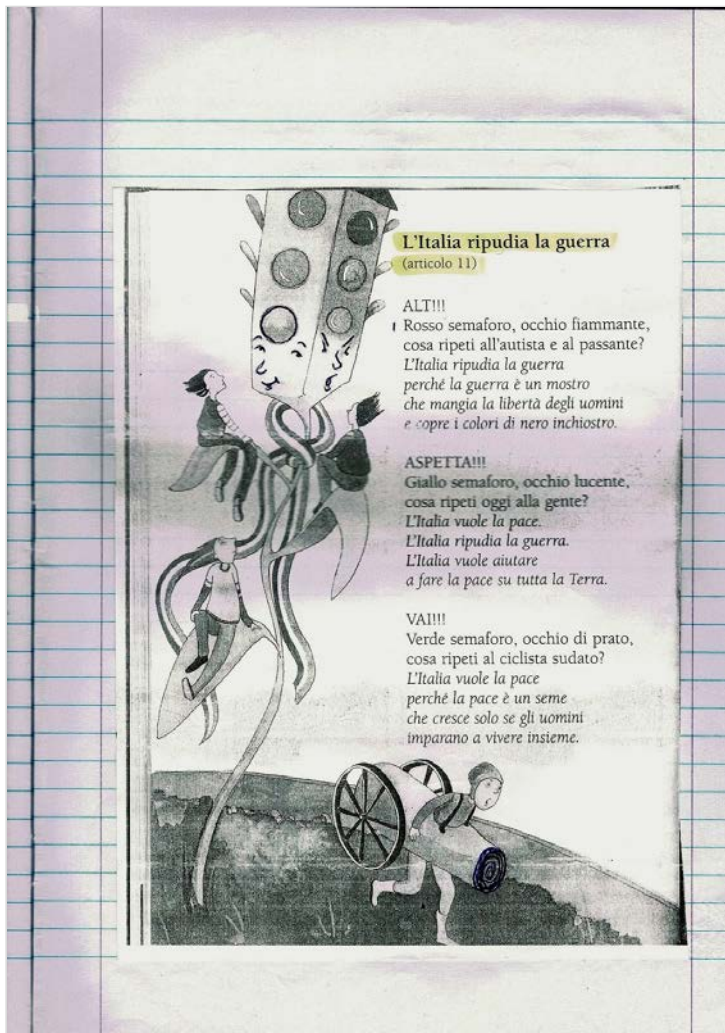 L'Italia ripudia la guerra
(articolo 11)
ALT!!!
Rosso semaforo, occhio fiammante,
cosa ripeti all'autista e al passante?
L'Italia ripudia la guerra
perché la guerra è un mostro
che mangia la libertà degli uomini
e copre i colori di nero inchiostro.
ASPETTA!!!
Giallo semaforo, occhio lucente,
cosa ripeti oggi alla gente?
L'Italia vuole la pace.
L'Italia ripudia la guerra.
L'Italia vuole aiutare
a fare la pace su tutta la Terra.
VAI!!!
Verde semaforo, occhio di prato,
cosa ripeti al ciclista sudato?
L'Italia vuole la pace
perché la pace è un seme
che cresce solo se gli uomini
imparano a vivere insieme.